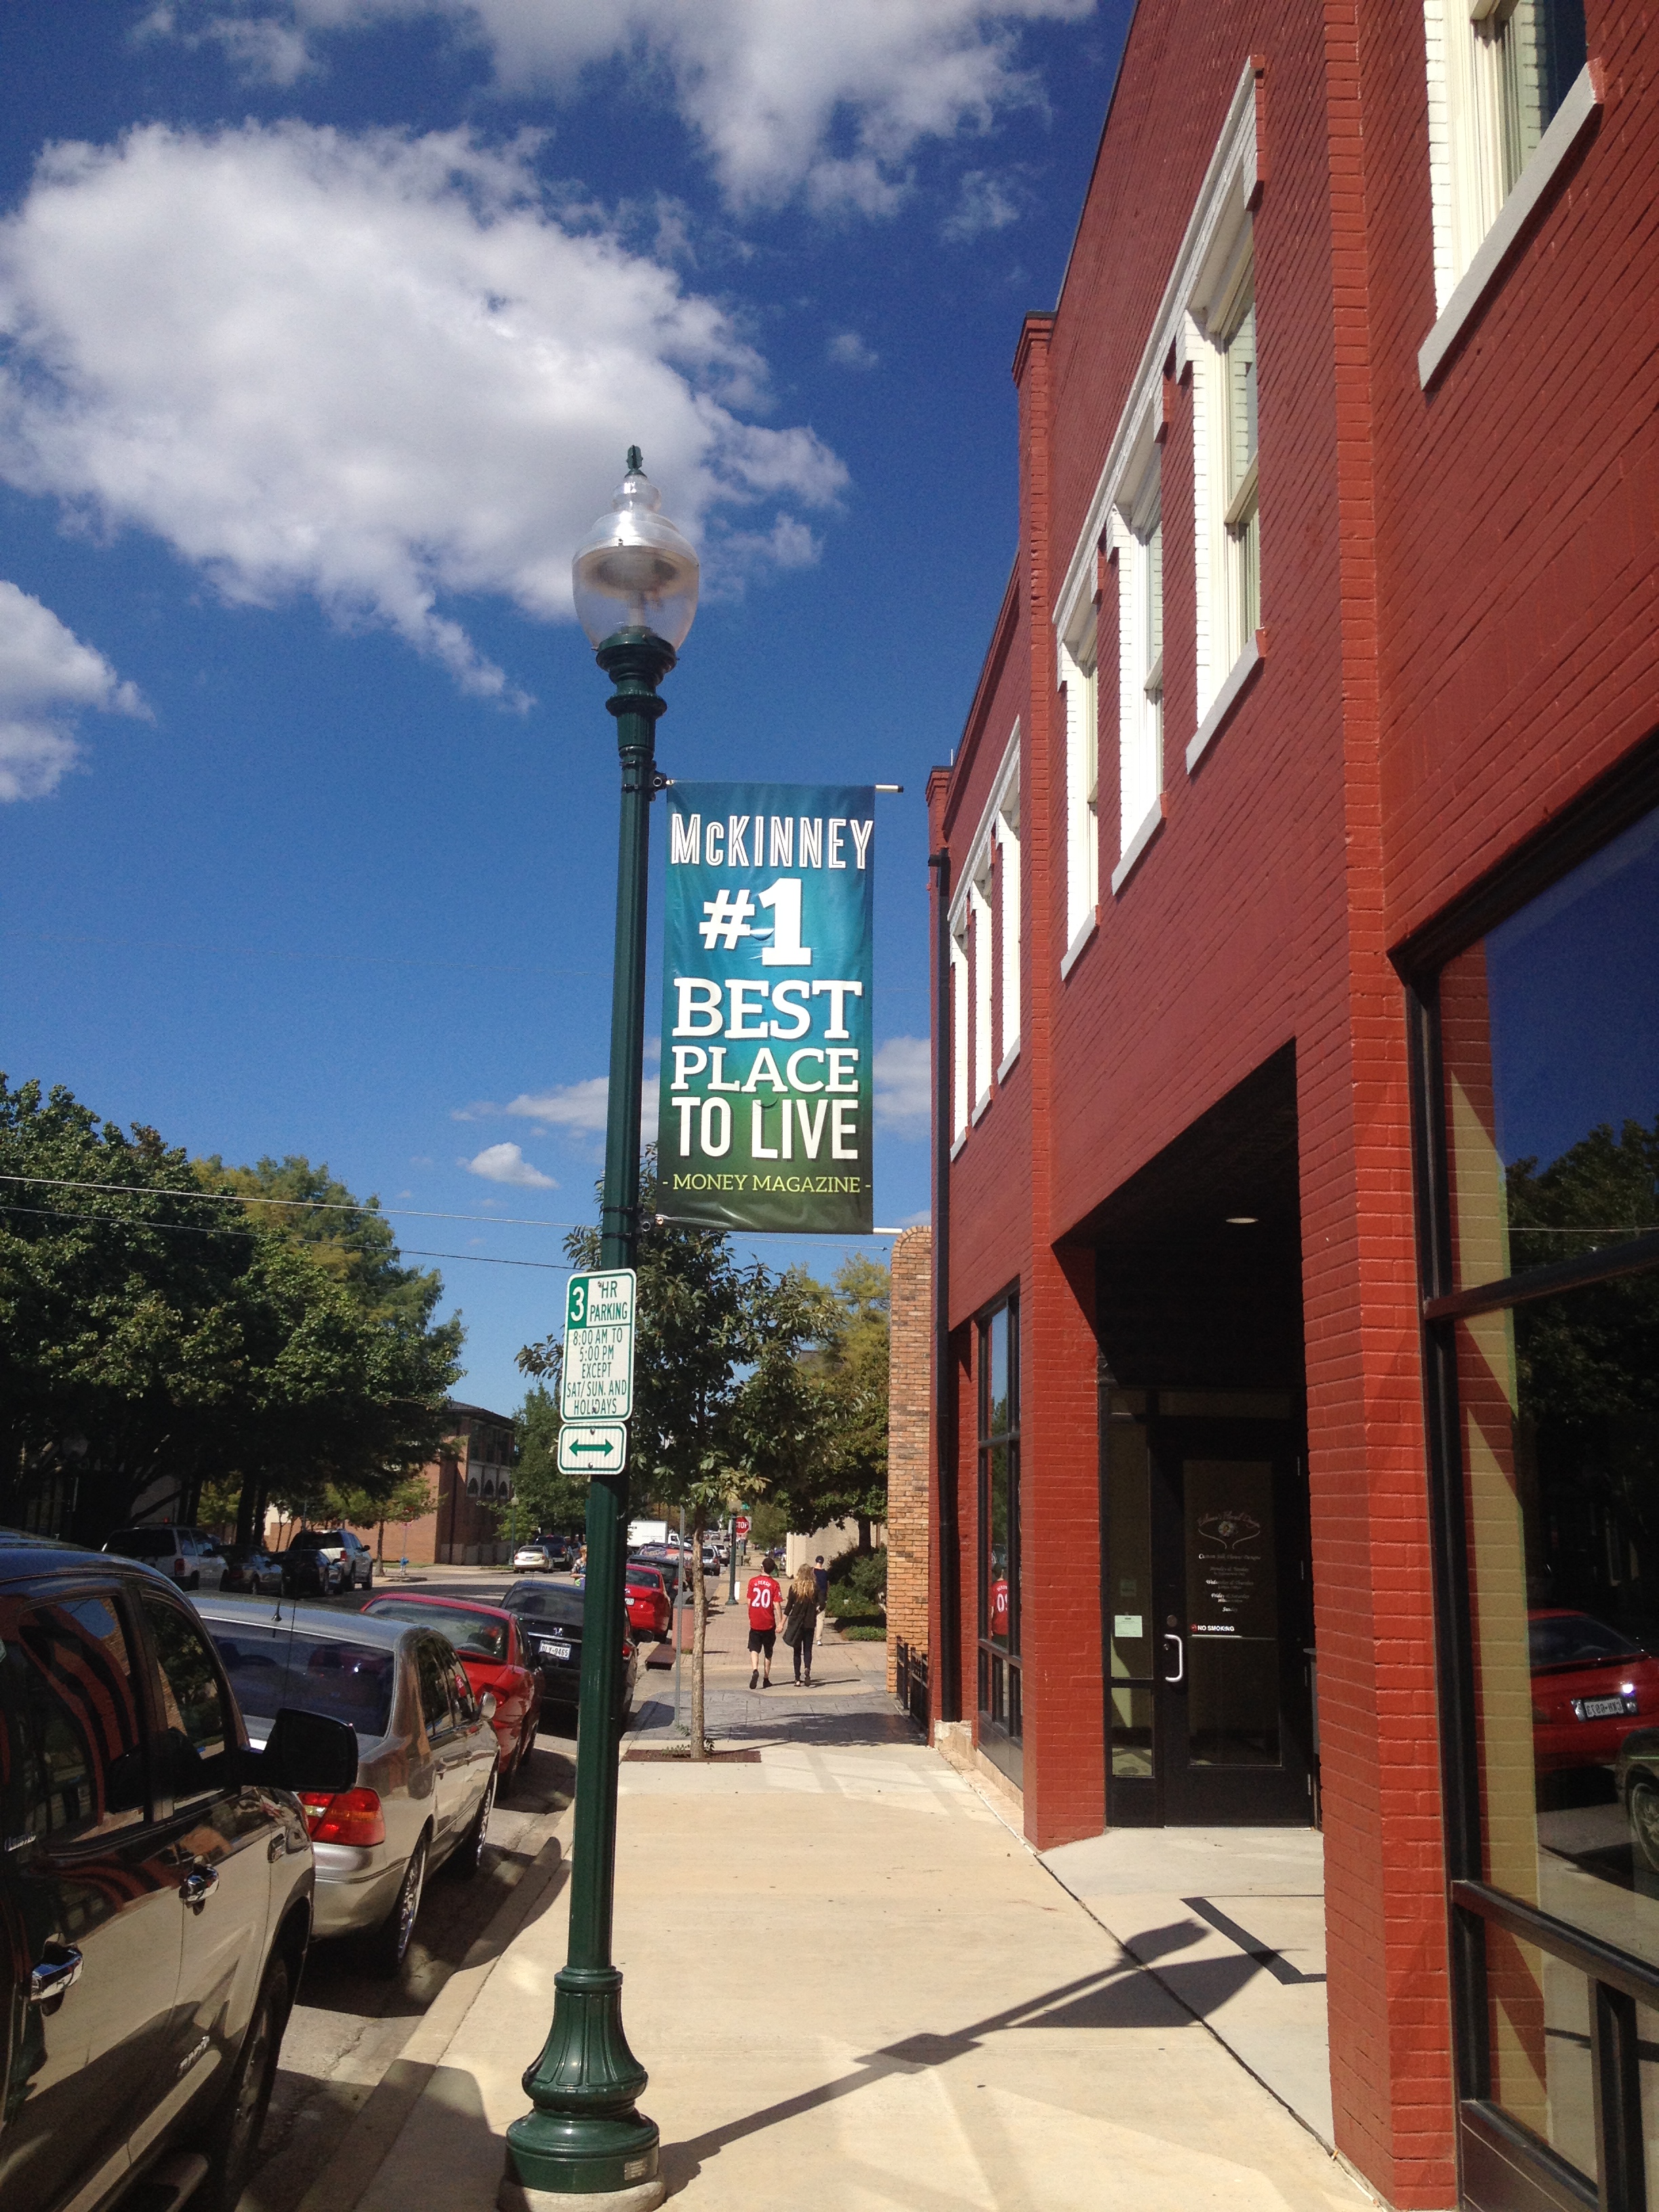 McKINNEY
#1
BEST
PLACE
TO LIVE
- MONEY MAGAZINE -
3 HR
PARKING
8:00 AM TO
5:00 PM
EXCEPT
SAT/SUN. AND
HOLIDAYS
STOP
20
NO SMOKING